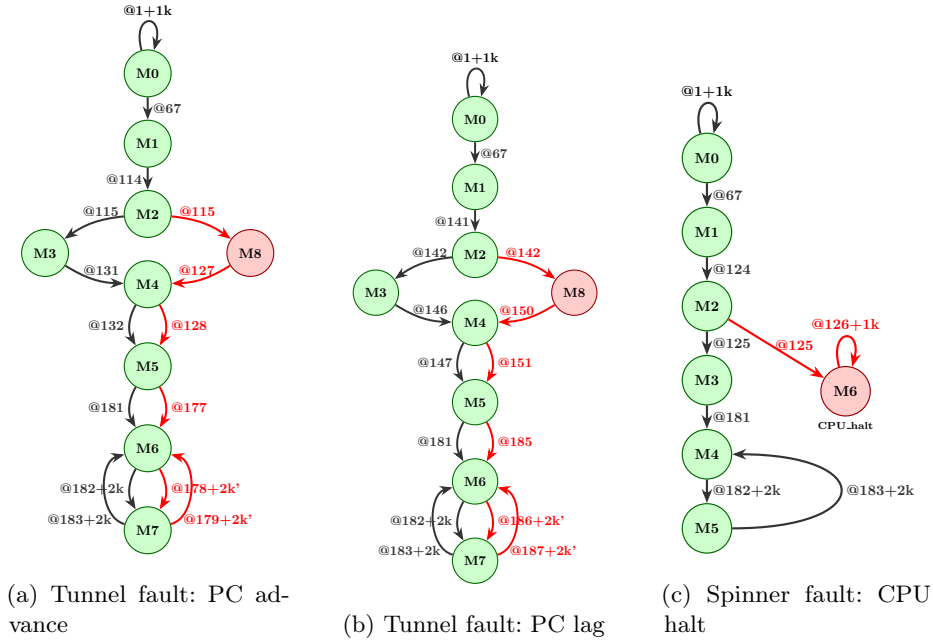 @1+1k
M0
@67
M1
@114
M2
@115
@115
M3
M8
@131
@127
M4
@132
@128
M5
@181
@177
M6
@182+2k
@178+2k'
@183+2k
@179+2k'
M7
(a) Tunnel fault: PC ad-
vance
@1+1k
M0
@67
M1
@141
M2
@142
@142
M3
M8
@146
@150
M4
@147
@151
M5
@181
@185
M6
@182+2k
@186+2k'
@183+2k
@187+2k'
M7
(b) Tunnel fault: PC lag
@1+1k
M0
@67
M1
@124
M2
@126+1k
@125
@125
M3
M6
CPU_halt
@181
M4
@182+2k
@183+2k
M5
(c) Spinner fault: CPU
halt